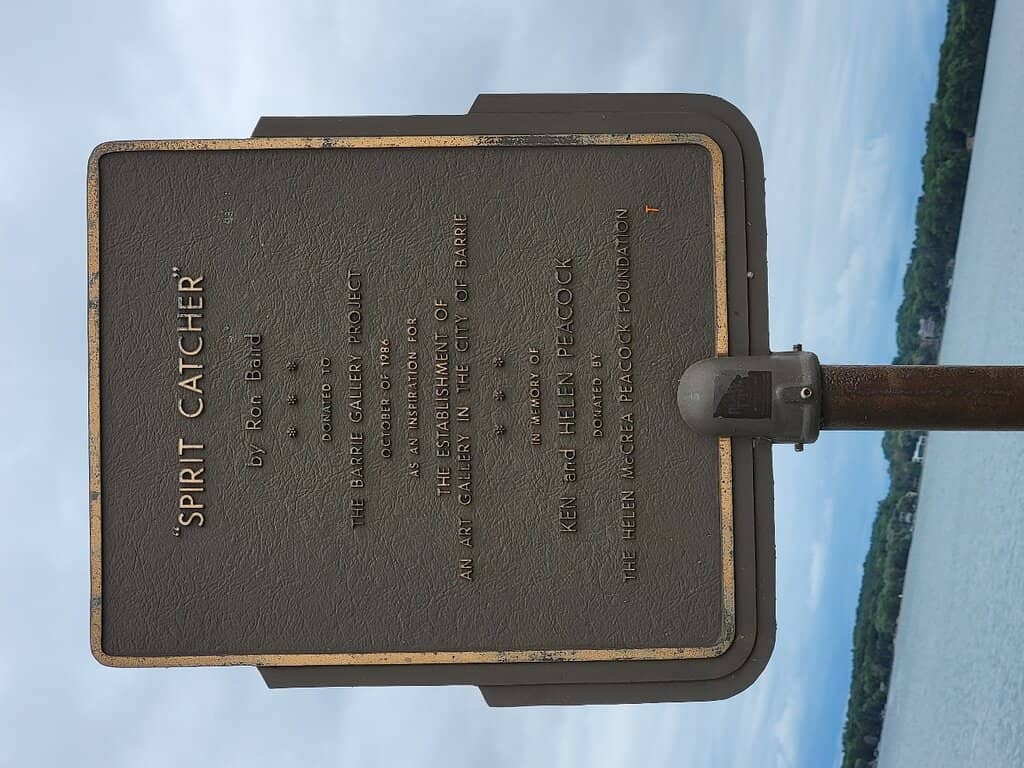 "SPIRIT CATCHER"
by Ron Baird
* * *
DONATED TO
THE BARRIE GALLERY PROJECT
OCTOBER OF 1986
AS AN INSPIRATION FOR
THE ESTABLISHMENT OF
AN ART GALLERY IN THE CITY OF BARRIE
* * *
IN MEMORY OF
KEN and HELEN PEACOCK
DONATED BY
THE HELEN McCREA PEACOCK FOUNDATION
T